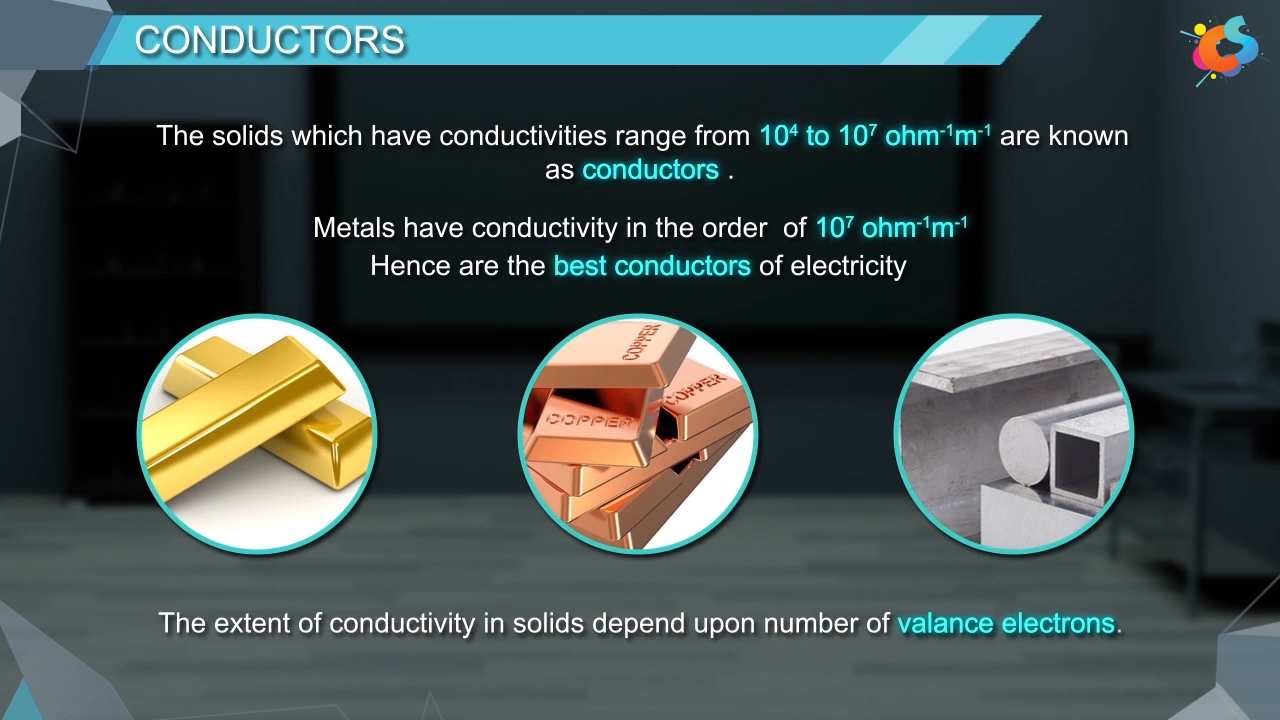 CONDUCTORS
The solids which have conductivities range from 10⁴ to 10⁷ ohm⁻¹m⁻¹ are known
as conductors .
Metals have conductivity in the order of 10⁷ ohm⁻¹m⁻¹
Hence are the best conductors of electricity
COPPER
COPPER
COPPER
The extent of conductivity in solids depend upon number of valance electrons.